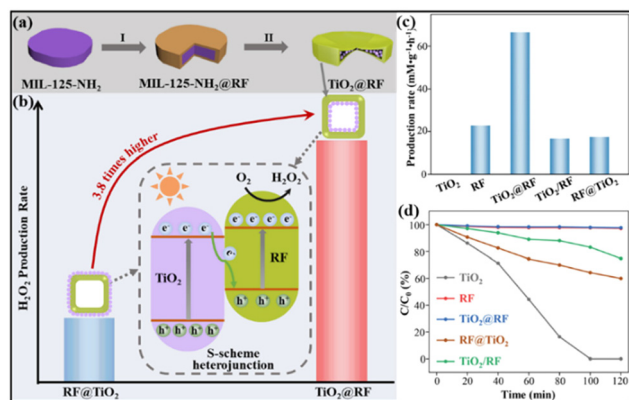 (a)
I
II
MIL-125-NH₂
MIL-125-NH₂@RF
TiO₂@RF
(b)
H₂O₂ Production Rate
3.8 times higher
O₂ H₂O₂
e⁻ e⁻ e⁻ e⁻
e⁻ e⁻ e⁻
e⁻
TiO₂
RF
h⁺ h⁺ h⁺
h⁺ h⁺ h⁺ h⁺
S-scheme
heterojunction
RF@TiO₂
TiO₂@RF
(c)
Production rate (mM·g⁻¹·h⁻¹)
60
40
20
0
TiO₂
RF
TiO₂@RF
TiO₂/RF
RF@TiO₂
(d)
C/C₀ (%)
100
80
60
40
20
0
TiO₂
RF
TiO₂@RF
RF@TiO₂
TiO₂/RF
0 20 40 60 80 100 120
Time (min)